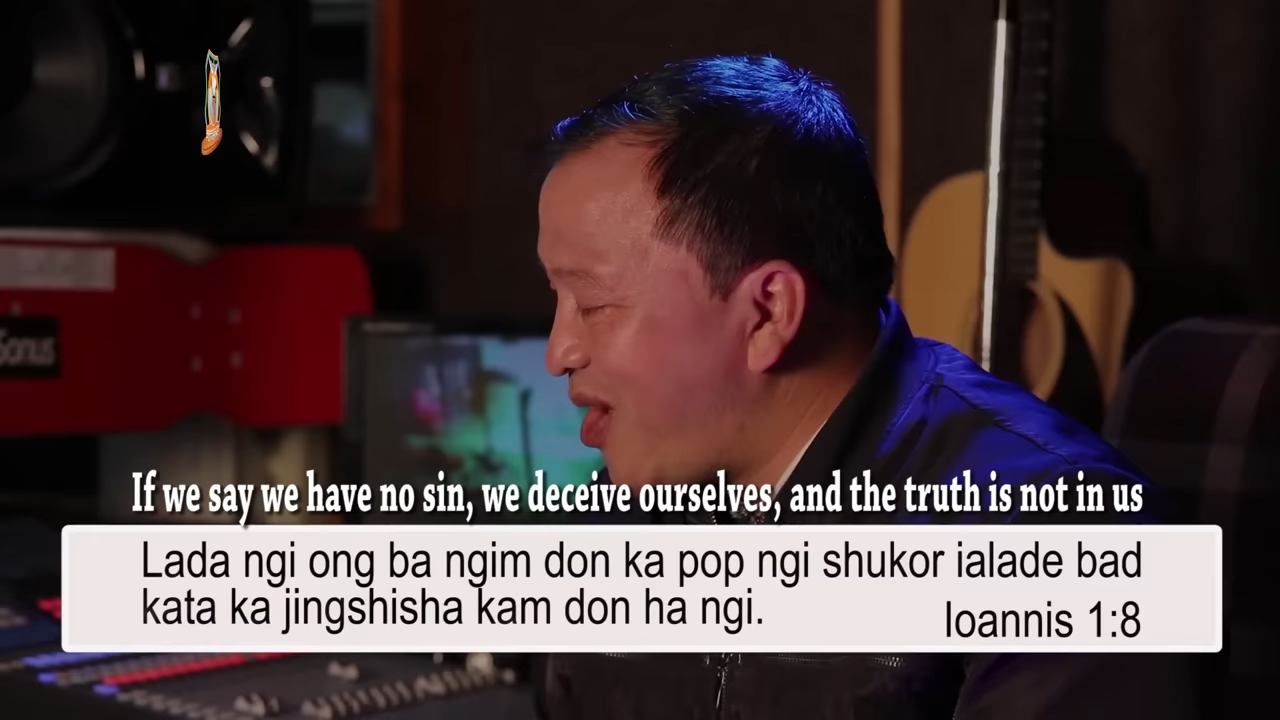 Sonus
If we say we have no sin, we deceive ourselves, and the truth is not in us
Lada ngi ong ba ngim don ka pop ngi shukor ialade bad
kata ka jingshisha kam don ha ngi.
Ioannis 1:8